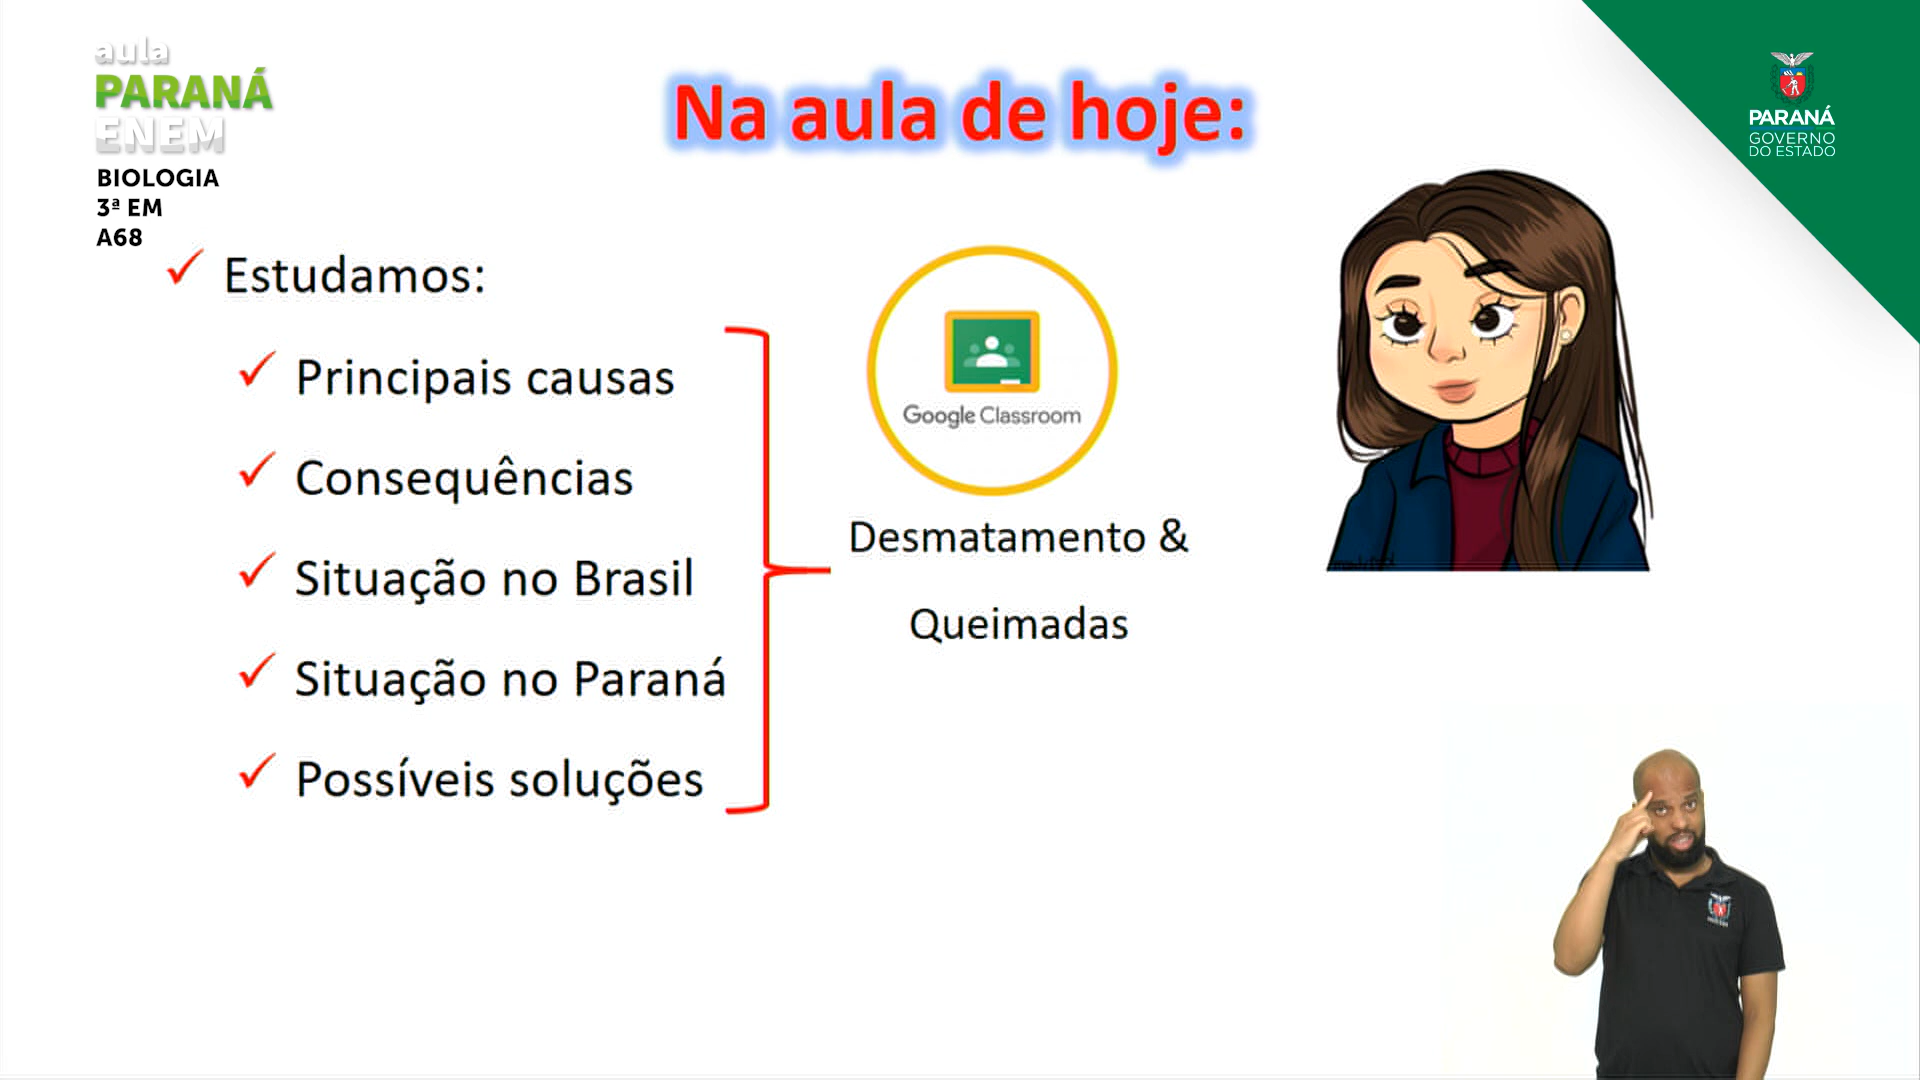 aula
PARANÁ
ENEM
BIOLOGIA
3ª EM
A68
Na aula de hoje:
PARANÁ
GOVERNO
DO ESTADO
Estudamos:
Principais causas
Consequências
Situação no Brasil
Situação no Paraná
Possíveis soluções
Google Classroom
Desmatamento &
Queimadas